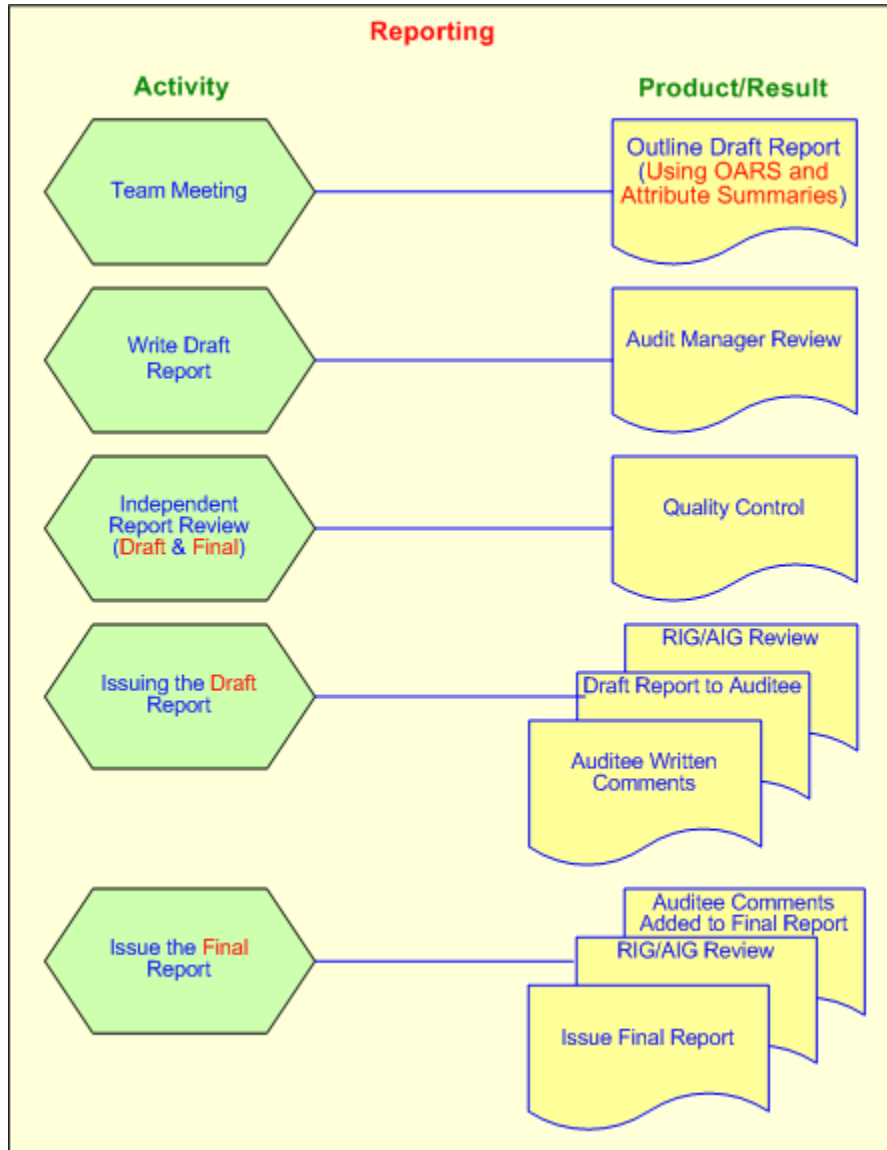 Reporting
Activity
Product/Result
Team Meeting
Outline Draft Report
(Using OARS and
Attribute Summaries)
Write Draft
Report
Audit Manager Review
Independent
Report Review
(Draft & Final)
Quality Control
Issuing the Draft
Report
RIG/AIG Review
Draft Report to Auditee
Auditee Written
Comments
Issue the Final
Report
Auditee Comments
Added to Final Report
RIG/AIG Review
Issue Final Report